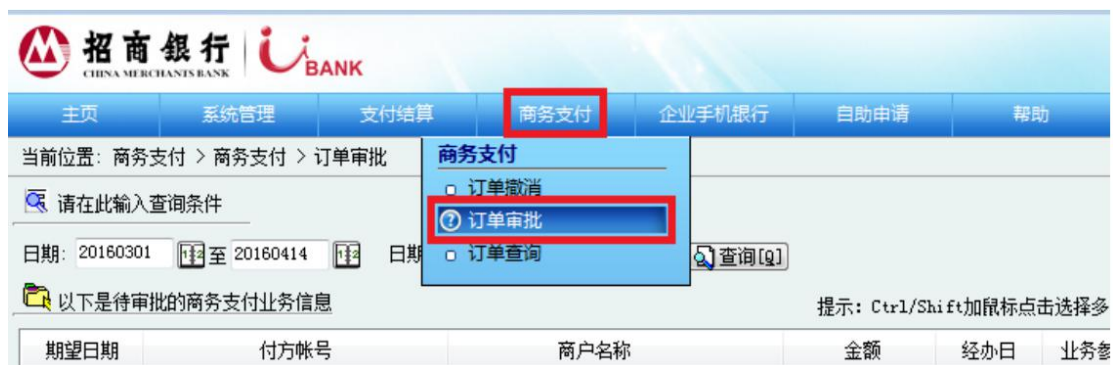 招商银行 CHINA MERCHANTS BANK U BANK
主页 系统管理 支付结算 商务支付 企业手机银行 自助申请 帮助
当前位置: 商务支付 > 商务支付 > 订单审批
商务支付
订单撤消
订单审批
订单查询
请在此输入查询条件
日期: 20160301 至 20160414 日期 查询[Q]
以下是待审批的商务支付业务信息
提示: Ctrl/Shift加鼠标点击选择多
期望日期 付方帐号 商户名称 金额 经办日 业务参